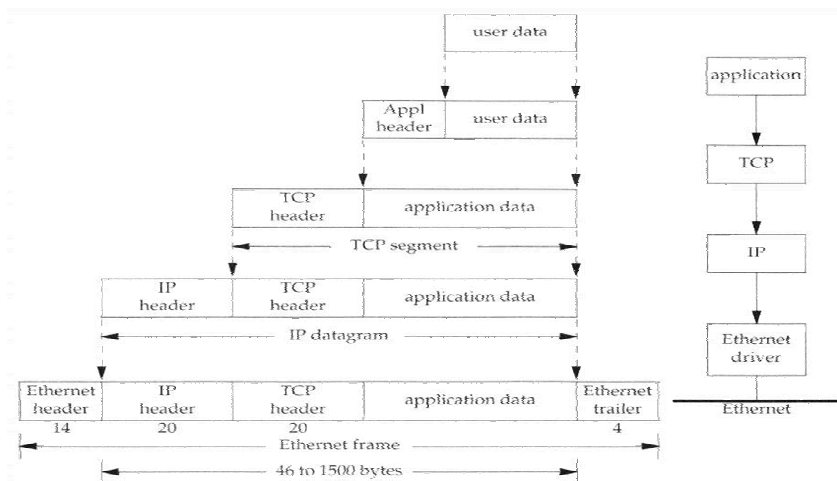 user data
Appl
header
user data
TCP
header
application data
TCP segment
IP
header
TCP
header
application data
IP datagram
Ethernet
header
IP
header
TCP
header
application data
Ethernet
trailer
14
20
20
4
Ethernet frame
46 to 1500 bytes
application
TCP
IP
Ethernet
driver
Ethernet